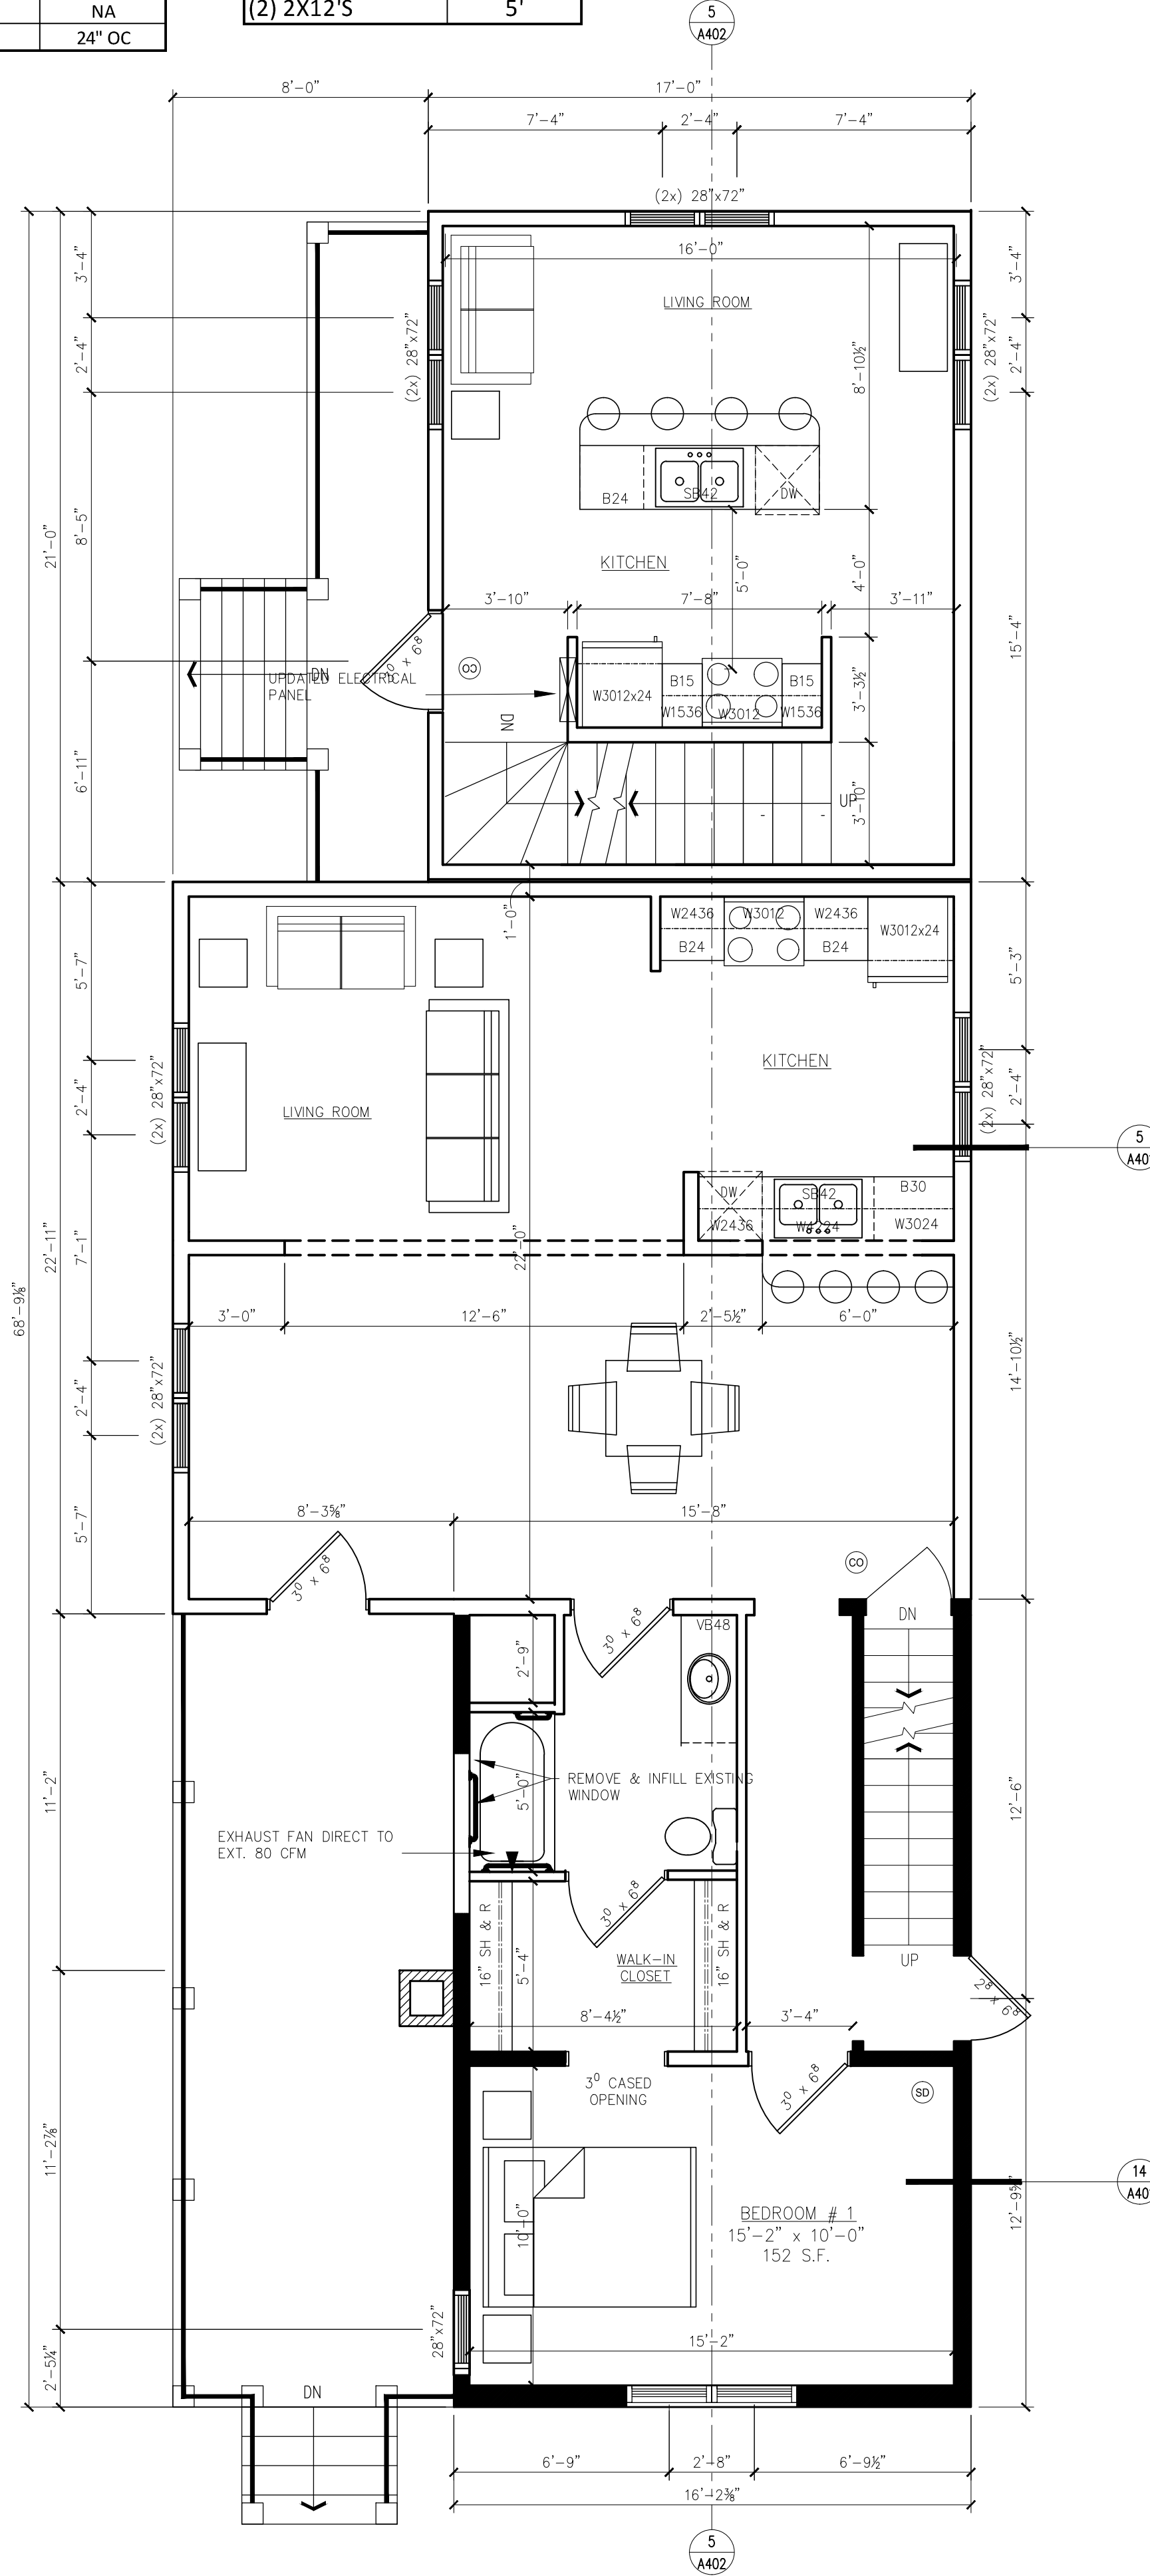 NA
(2) 2X12'S 5'
24" OC
5
A402
8'-0" 17'-0"
7'-4" 2'-4" 7'-4"
(2x) 28"x72"
16'-0"
LIVING ROOM
3'-4"
3'-4"
(2x) 28"x72"
(2x) 28"x72"
2'-4"
2'-4"
8'-10½"
B24 SB42 DW
8'-5"
21'-0"
KITCHEN
5'-0"
4'-0"
3'-10" 7'-8" 3'-11"
15'-4"
3⁰ x 6⁸
CO
DN
UPDATED ELECTRICAL
PANEL
W3012x24
B15 B15
W1536 W3012 W1536
3'-3½"
DN
6'-11"
UP
3'-10"
1'-0"
W2436 W3012 W2436
B24 B24
W3012x24
5'-7"
5'-3"
KITCHEN
(2x) 28"x72"
(2x) 28"x72"
2'-4"
2'-4"
LIVING ROOM
5
A401
DW SB42 B30
W2436 W4224 W3024
22'-11"
7'-1"
22'-0"
68'-9⅛"
3'-0" 12'-6" 2'-5½" 6'-0"
(2x) 28"x72"
2'-4"
14'-10½"
5'-7"
8'-3⅝" 15'-8"
3⁰ x 6⁸
CO
DN
VB48
3⁰ x 6⁸
2'-9"
11'-2"
REMOVE & INFILL EXISTING
WINDOW
5'-0"
12'-6"
EXHAUST FAN DIRECT TO
EXT. 80 CFM
3⁰ x 6⁸
16" SH & R
16" SH & R
5'-4"
WALK-IN
CLOSET
UP
2⁸ x 6⁸
8'-4½" 3'-4"
3⁰ CASED
OPENING
3⁰ x 6⁸
SD
11'-2⅞"
14
A401
12'-9⅝"
10'-0"
BEDROOM # 1
15'-2" x 10'-0"
152 S.F.
28"x72"
15'-2"
2'-5¼"
DN
6'-9" 2'-8" 6'-9½"
16'-2⅜"
5
A402